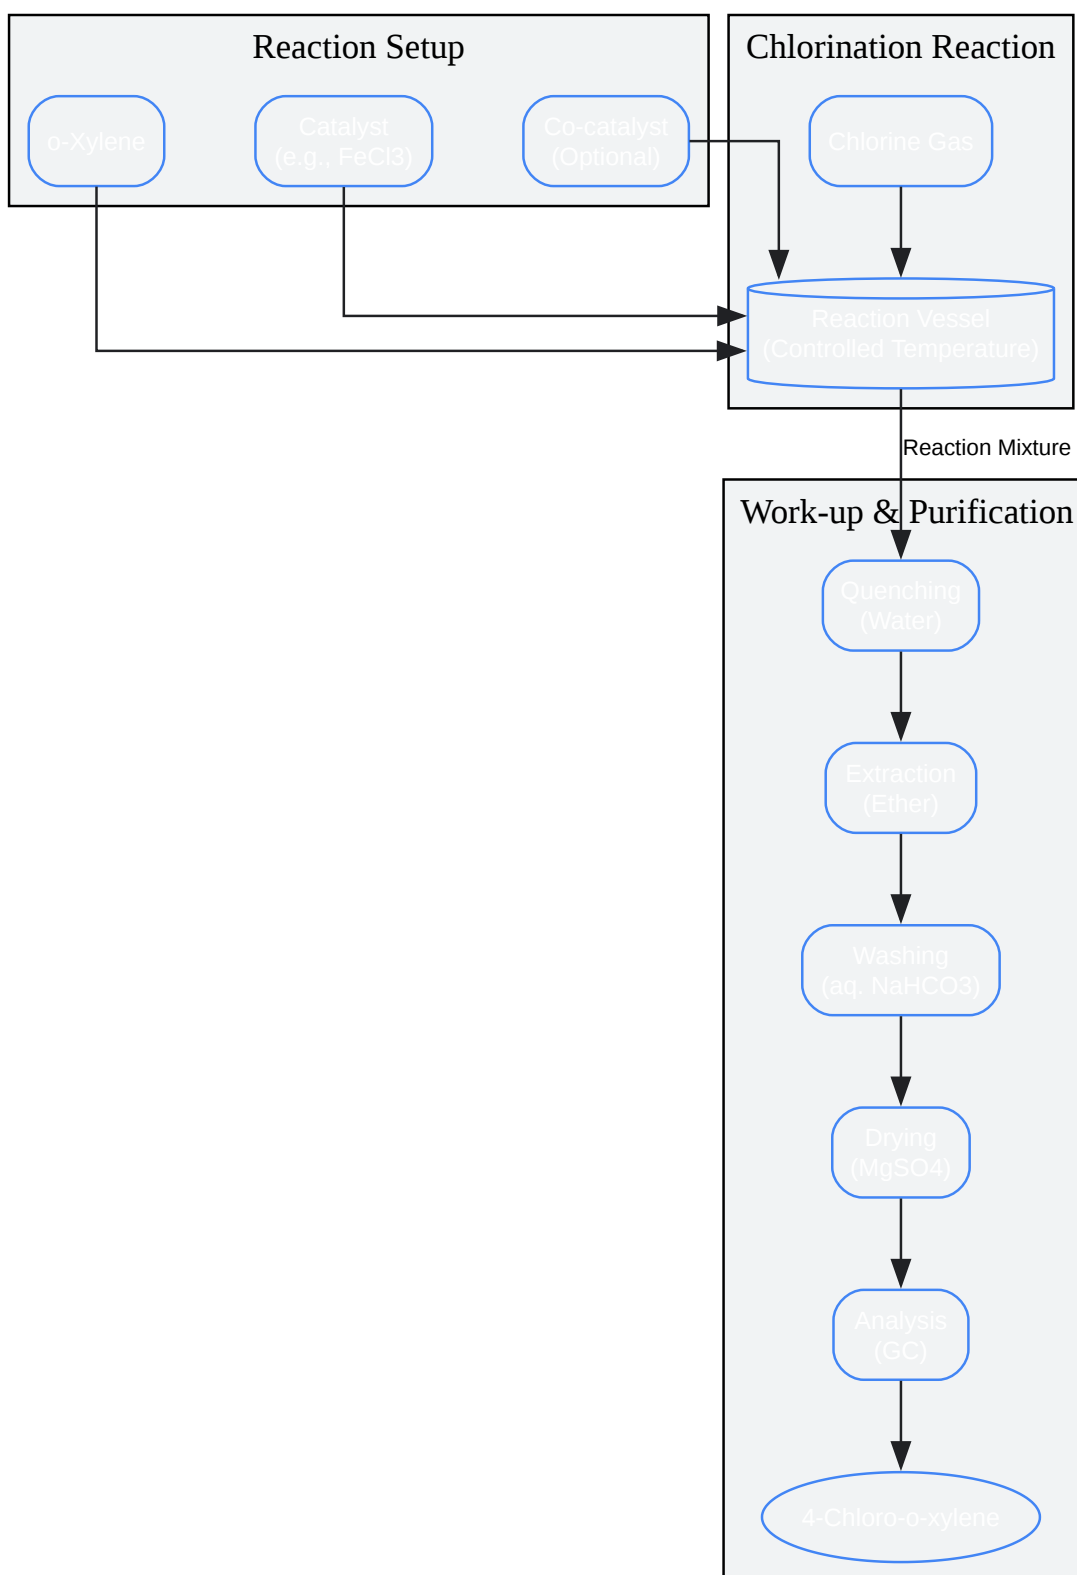 Reaction Setup
o-Xylene
Catalyst
(e.g., FeCl3)
Co-catalyst
(Optional)
Chlorination Reaction
Chlorine Gas
Reaction Vessel
(Controlled Temperature)
Reaction Mixture
Work-up & Purification
Quenching
(Water)
Extraction
(Ether)
Washing
(aq. NaHCO3)
Drying
(MgSO4)
Analysis
(GC)
4-Chloro-o-xylene